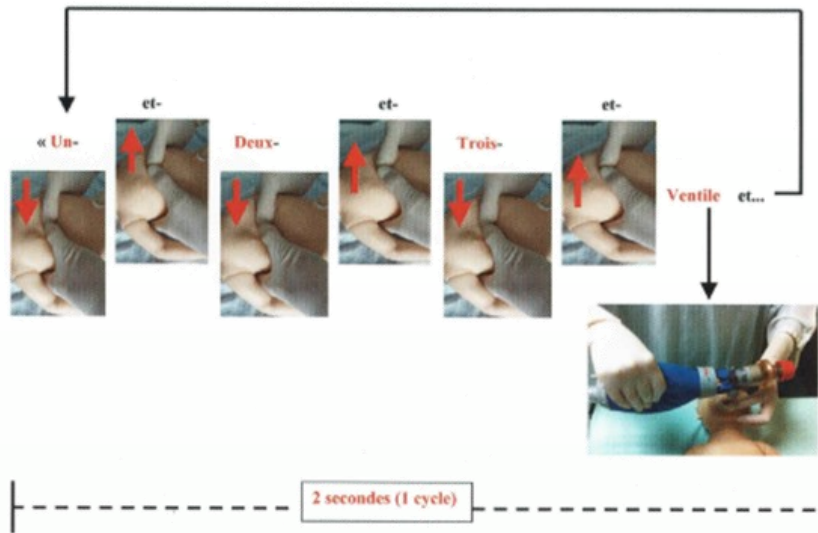 et-
et-
et-
« Un-
Deux-
Trois-
Ventile et...
2 secondes (1 cycle)